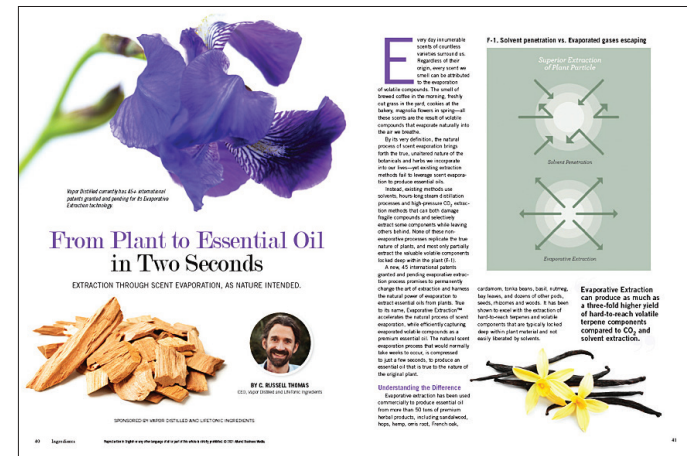 Vapor Distilled currently has 45+ international
patents granted and pending for its Evaporative
Extraction technology.
From Plant to Essential Oil
in Two Seconds
EXTRACTION THROUGH SCENT EVAPORATION, AS NATURE INTENDED.
BY C. RUSSELL THOMAS
CEO, Vapor Distilled and LifeTonic Ingredients
SPONSORED BY VAPOR DISTILLED AND LIFETONIC INGREDIENTS
40 Ingredients
Reproduction in English or any other language of all or part of this article is strictly prohibited. © 2021 Allured Business Media.
Every day innumerable
scents of countless
varieties surround us.
Regardless of their
origin, every scent we
smell can be attributed
to the evaporation
of volatile compounds. The smell of
brewed coffee in the morning, freshly
cut grass in the yard, cookies at the
bakery, magnolia flowers in spring—all
these scents are the result of volatile
compounds that evaporate naturally into
the air we breathe.
By its very definition, the natural
process of scent evaporation brings
forth the true, unaltered nature of the
botanicals and herbs we incorporate
into our lives—yet existing extraction
methods fail to leverage scent evapora-
tion to produce essential oils.
Instead, existing methods use
solvents, hours-long steam distillation
processes and high-pressure CO2 extrac-
tion methods that can both damage
fragile compounds and selectively
extract some components while leaving
others behind. None of these non-
evaporative processes replicate the true
nature of plants, and most only partially
extract the valuable volatile components
locked deep within the plant (F-1).
A new, 45 international patents
granted and pending evaporative extrac-
tion process promises to permanently
change the art of extraction and harness
the natural power of evaporation to
extract essential oils from plants. True
to its name, Evaporative Extraction™
accelerates the natural process of scent
evaporation, while efficiently capturing
evaporated volatile compounds as a
premium essential oil. The natural scent
evaporation process that would normally
take weeks to occur, is compressed
to just a few seconds, to produce an
essential oil that is true to the nature of
the original plant.
Understanding the Difference
Evaporative extraction has been used
commercially to produce essential oil
from more than 50 tons of premium
herbal products, including sandalwood,
hops, hemp, orris root, French oak,
F-1. Solvent penetration vs. Evaporated gases escaping
Superior Extraction
of Plant Particle
Solvent Penetration
Evaporative Extraction
cardamom, tonka beans, basil, nutmeg,
bay leaves, and dozens of other pods,
seeds, rhizomes and woods. It has been
shown to excel with the extraction of
hard-to-reach terpenes and volatile
components that are typically locked
deep within plant material and not
easily liberated by solvents.
Evaporative Extraction
can produce as much as
a three-fold higher yield
of hard-to-reach volatile
terpene components
compared to CO2 and
solvent extraction.
41